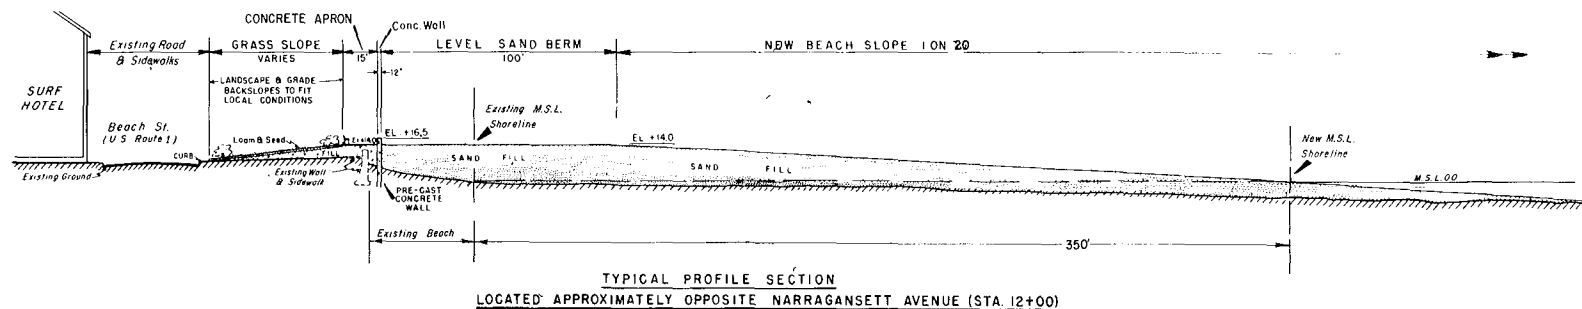 CONCRETE APRON
Conc. Wall
Existing Road
& Sidewalks
GRASS SLOPE
VARIES
15'
LEVEL SAND BERM
100'
NEW BEACH SLOPE 1 ON 20
12"
LANDSCAPE & GRADE
BACKSLOPES TO FIT
LOCAL CONDITIONS
SURF
HOTEL
Existing M.S.L.
Shoreline
Beach St.
(U S Route 1)
Loam & Seed
El +14.0
EL. +16.5
EL +14.0
New M.S.L.
Shoreline
CURB
FILL
SAND FILL
SAND FILL
Existing Ground
Existing Wall
& Sidewalk
PRE-CAST
CONCRETE
WALL
M.S.L. 0.0
Existing Beach
350'
TYPICAL PROFILE SECTION
LOCATED APPROXIMATELY OPPOSITE NARRAGANSETT AVENUE (STA. 12+00)